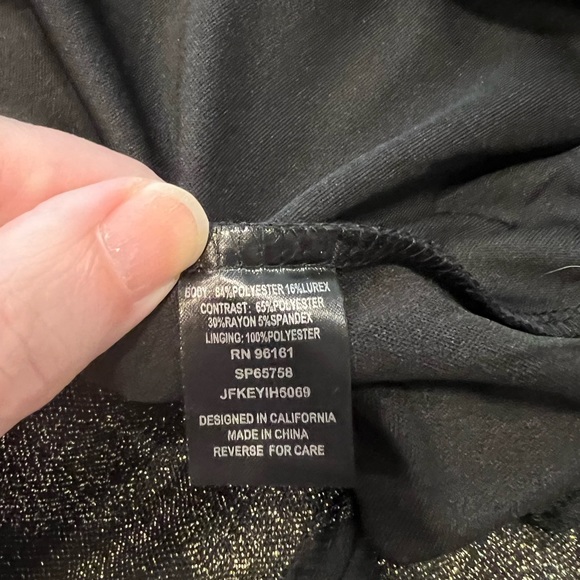 BODY: 84%POLYESTER 16%LUREX
CONTRAST: 65%POLYESTER
30%RAYON 5%SPANDEX
LINGING: 100%POLYESTER
RN 96161
SP65758
JFKEYIH5069
DESIGNED IN CALIFORNIA
MADE IN CHINA
REVERSE FOR CARE